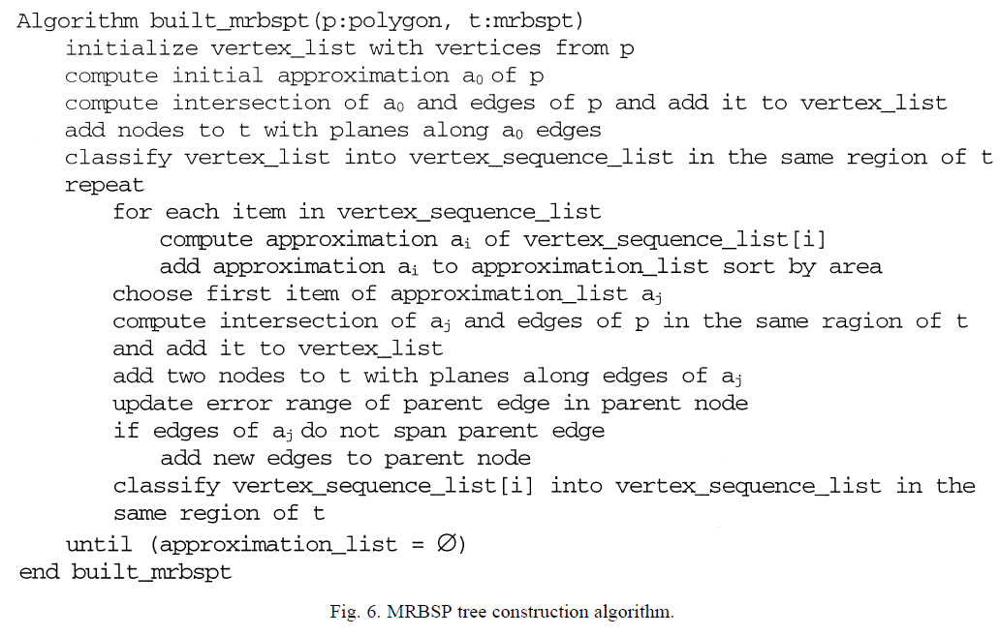 Algorithm built_mrbspt(p:polygon, t:mrbspt)
initialize vertex_list with vertices from p
compute initial approximation a₀ of p
compute intersection of a₀ and edges of p and add it to vertex_list
add nodes to t with planes along a₀ edges
classify vertex_list into vertex_sequence_list in the same region of t
repeat
for each item in vertex_sequence_list
compute approximation aᵢ of vertex_sequence_list[i]
add approximation aᵢ to approximation_list sort by area
choose first item of approximation_list aⱼ
compute intersection of aⱼ and edges of p in the same ragion of t
and add it to vertex_list
add two nodes to t with planes along edges of aⱼ
update error range of parent edge in parent node
if edges of aⱼ do not span parent edge
add new edges to parent node
classify vertex_sequence_list[i] into vertex_sequence_list in the
same region of t
until (approximation_list = ∅)
end built_mrbspt
Fig. 6. MRBSP tree construction algorithm.